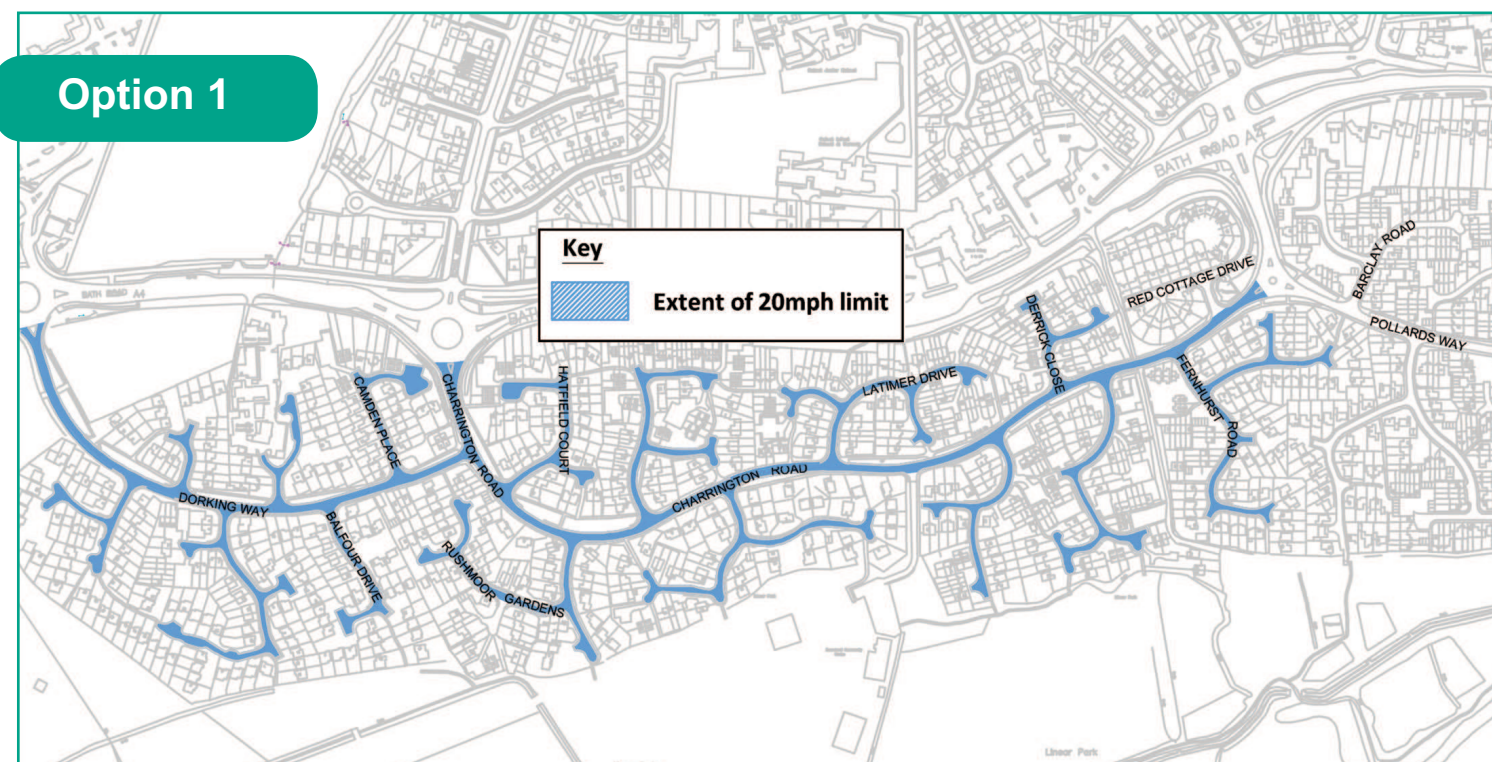 Option 1
Key
Extent of 20mph limit
BATH ROAD A4
BATH ROAD A4
BARCLAY ROAD
RED COTTAGE DRIVE
POLLARDS WAY
DERRICK CLOSE
FERNHURST ROAD
LATIMER DRIVE
HATFIELD COURT
CAMDEN PLACE
CHARRINGTON ROAD
CHARRINGTON ROAD
DORKING WAY
BALFOUR DRIVE
RUSHMOOR GARDENS
Linear Park